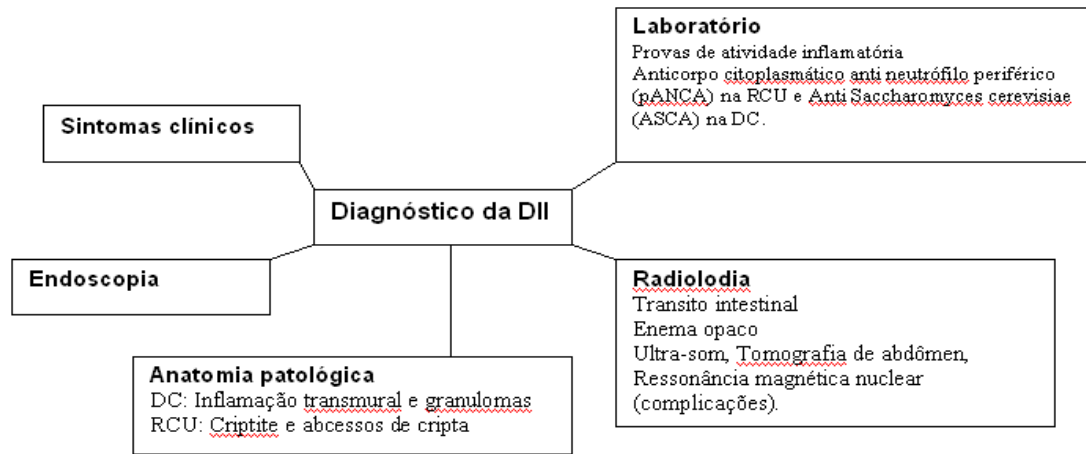 Laboratório
Provas de atividade inflamatória
Anticorpo citoplasmático anti neutrófilo periférico
(pANCA) na RCU e Anti Saccharomyces cerevisiae
(ASCA) na DC.
Sintomas clínicos
Diagnóstico da DII
Endoscopia
Radiolodia
Transito intestinal
Enema opaco
Ultra-som, Tomografia de abdômen,
Ressonância magnética nuclear
(complicações).
Anatomia patológica
DC: Inflamação transmural e granulomas
RCU: Criptite e abcessos de cripta